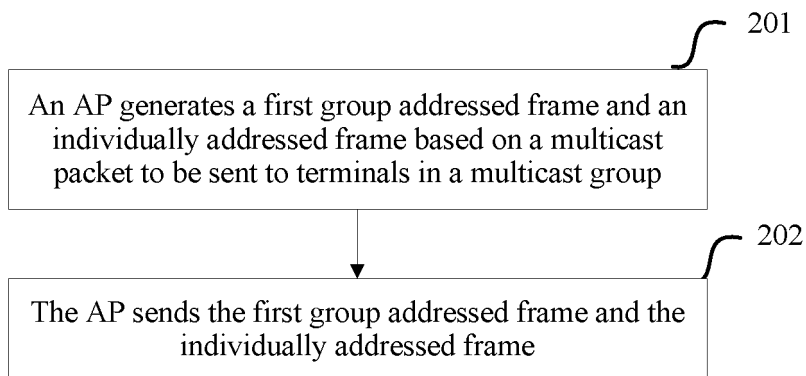 201
An AP generates a first group addressed frame and an
individually addressed frame based on a multicast
packet to be sent to terminals in a multicast group
202
The AP sends the first group addressed frame and the
individually addressed frame